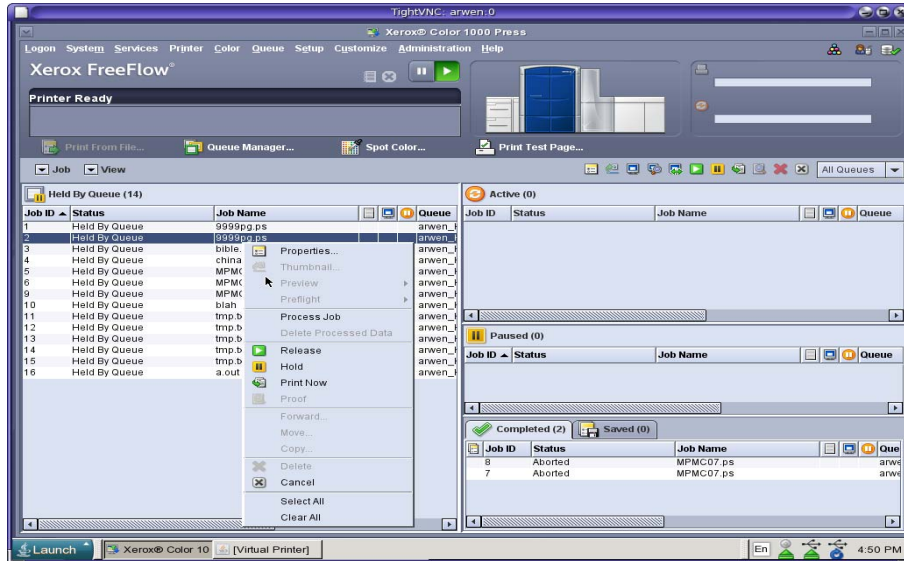 TightVNC: arwen:0
Xerox® Color 1000 Press
Logon System Services Printer Color Queue Setup Customize Administration Help
Xerox FreeFlow®
Printer Ready
Print From File... Queue Manager... Spot Color... Print Test Page...
Job View All Queues
Held By Queue (14)
Job ID Status Job Name Queue
1 Held By Queue 9999pg.ps arwen_
2 Held By Queue 9999pg.ps arwen_
3 Held By Queue bible. arwen_
4 Held By Queue china arwen_
5 Held By Queue MPM arwen_
6 Held By Queue MPM arwen_
9 Held By Queue MPM arwen_
10 Held By Queue blah arwen_
11 Held By Queue tmp.b arwen_
12 Held By Queue tmp.b arwen_
13 Held By Queue tmp.b arwen_
14 Held By Queue tmp.b arwen_
15 Held By Queue tmp.b arwen_
16 Held By Queue a.out arwen_
Properties...
Thumbnail...
Preview
Preflight
Process Job
Delete Processed Data
Release
Hold
Print Now
Proof
Forward...
Move...
Copy...
Delete
Cancel
Select All
Clear All
Active (0)
Job ID Status Job Name Queue
Paused (0)
Job ID Status Job Name Queue
Completed (2) Saved (0)
Job ID Status Job Name Que
8 Aborted MPMC07.ps arwe
7 Aborted MPMC07.ps arwe
Launch Xerox® Color 10 [Virtual Printer] En 4:50 PM